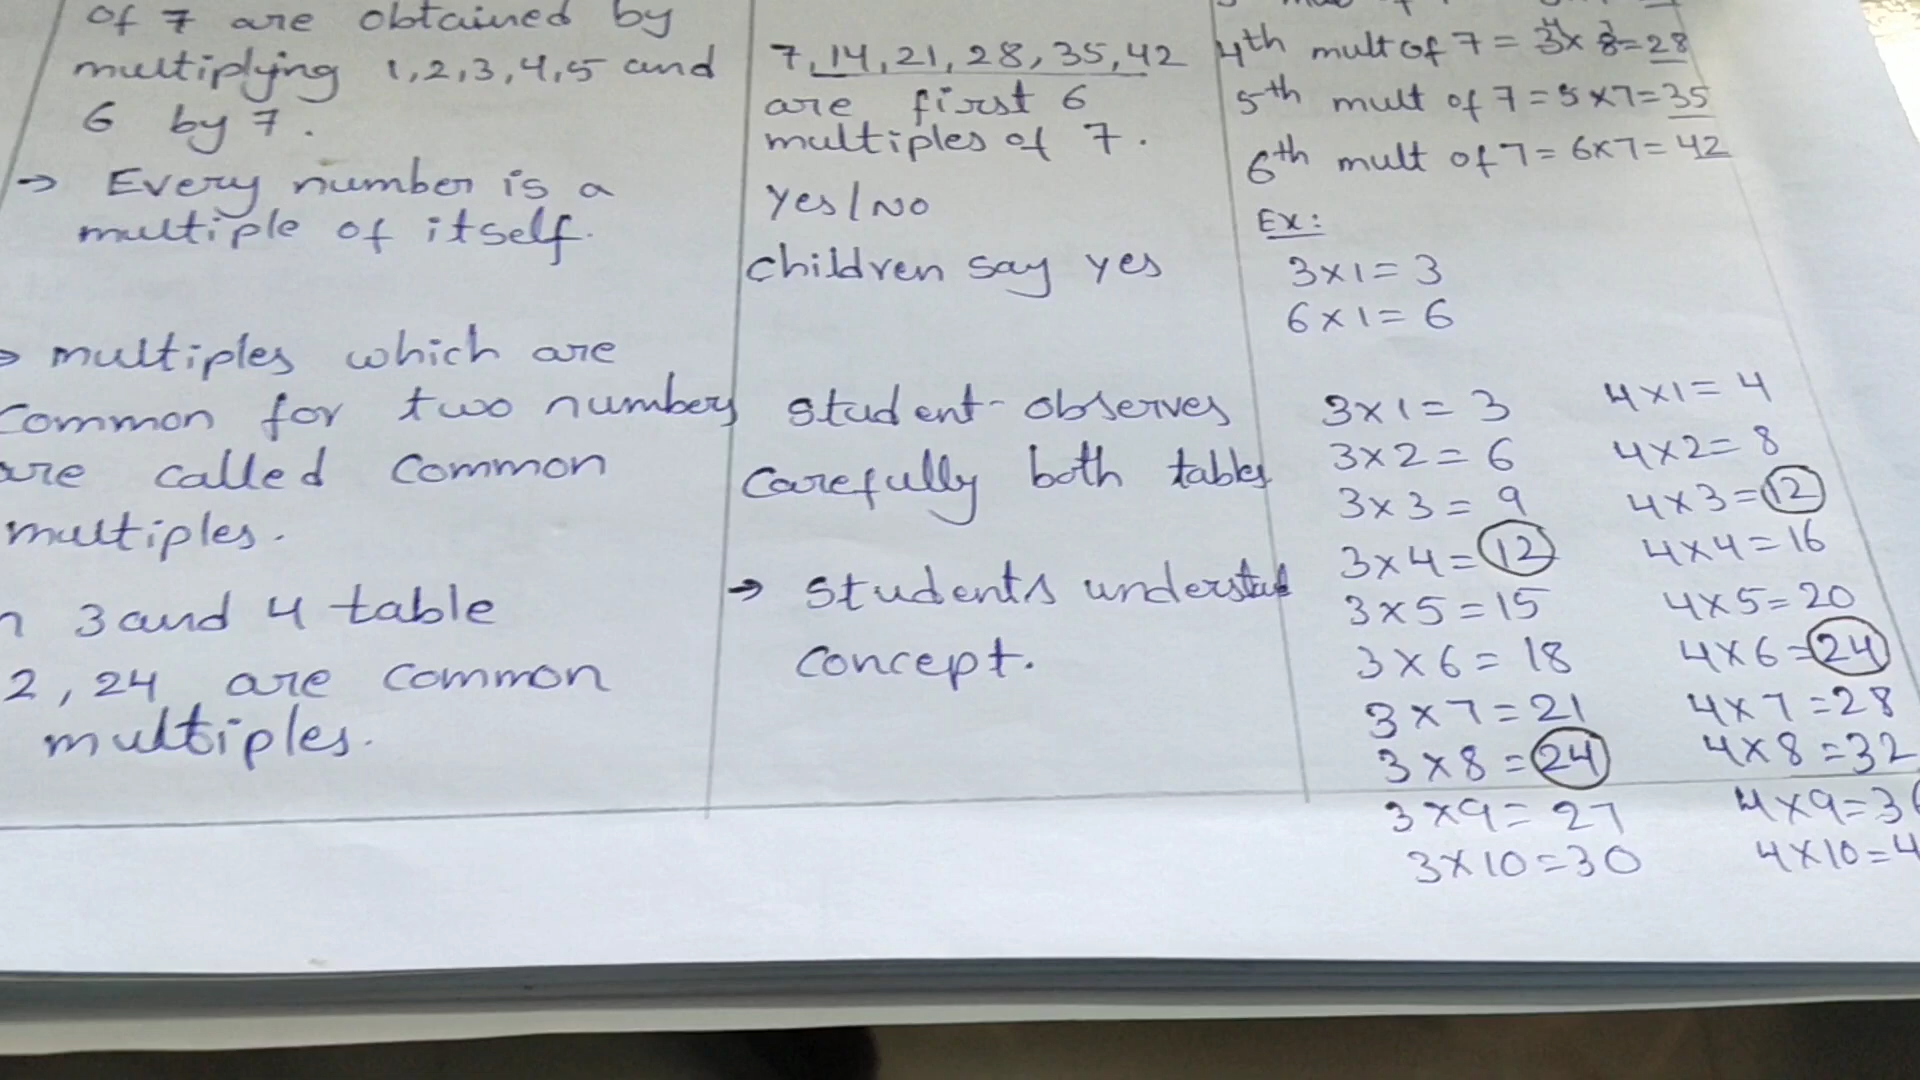 of 7 are obtained by
multiplying 1,2,3,4,5 and
6 by 7.
→ Every number is a
multiple of itself.
multiples which are
common for two numbers
are called common
multiples.
3 and 4 table
2, 24 are common
multiples.
7,14,21,28,35,42
are first 6
multiples of 7.
Yes/No
children say yes
student observes
carefully both tables
→ students understand
concept.
4th mult of 7 = 4x7=28
5th mult of 7 = 5x7=35
6th mult of 7 = 6x7=42
Ex:
3x1=3
6x1=6
3x1=3
3x2=6
3x3=9
3x4=12
3x5=15
3x6=18
3x7=21
3x8=24
3x9=27
3x10=30
4x1=4
4x2=8
4x3=12
4x4=16
4x5=20
4x6=24
4x7=28
4x8=32
4x9=3
4x10=4